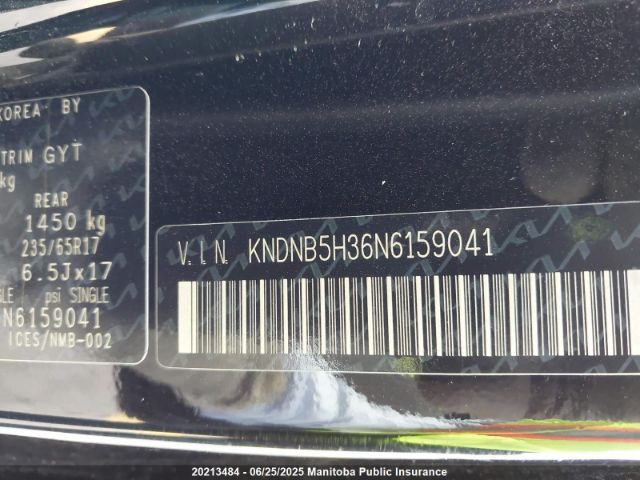 KOREA BY
TRIM GYT
kg
REAR
1450 kg
235/65R17
6.5Jx17
psi SINGLE
N6159041
ICES/NMB-002
V.I.N. KNDNB5H36N6159041
20213484 - 06/25/2025 Manitoba Public Insurance